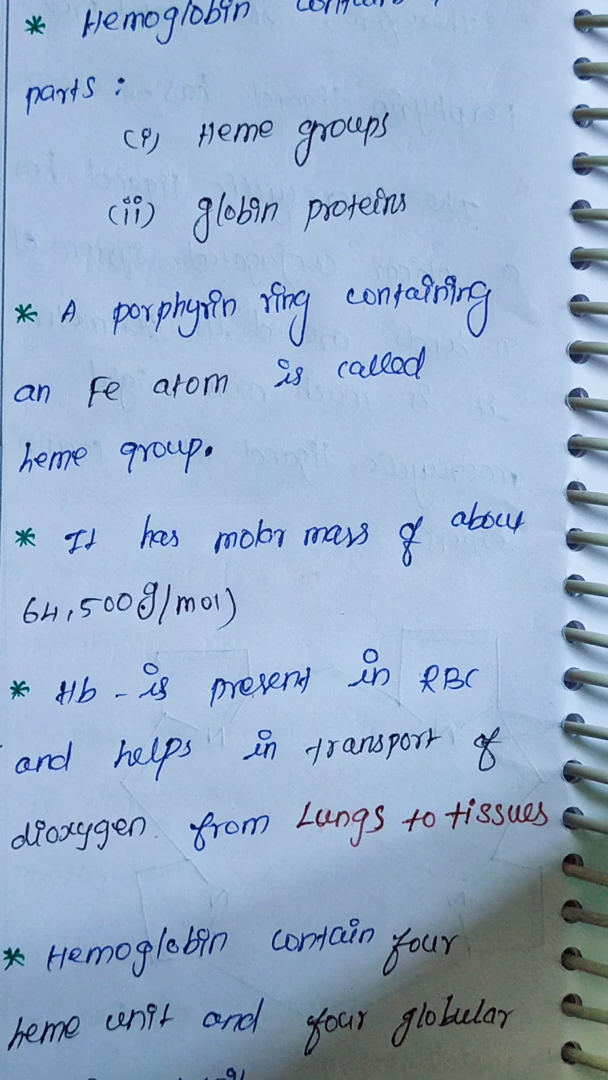 * Hemoglobin contains
parts :
(i) Heme groups
(ii) globin proteins
* A porphyrin ring containing
an Fe atom is called
heme group.
* It has molar mass of about
64,500 g/mol)
* Hb - is present in RBC
and helps in transport of
dioxygen. from Lungs to tissues
* Hemoglobin contain four
heme unit and four globular